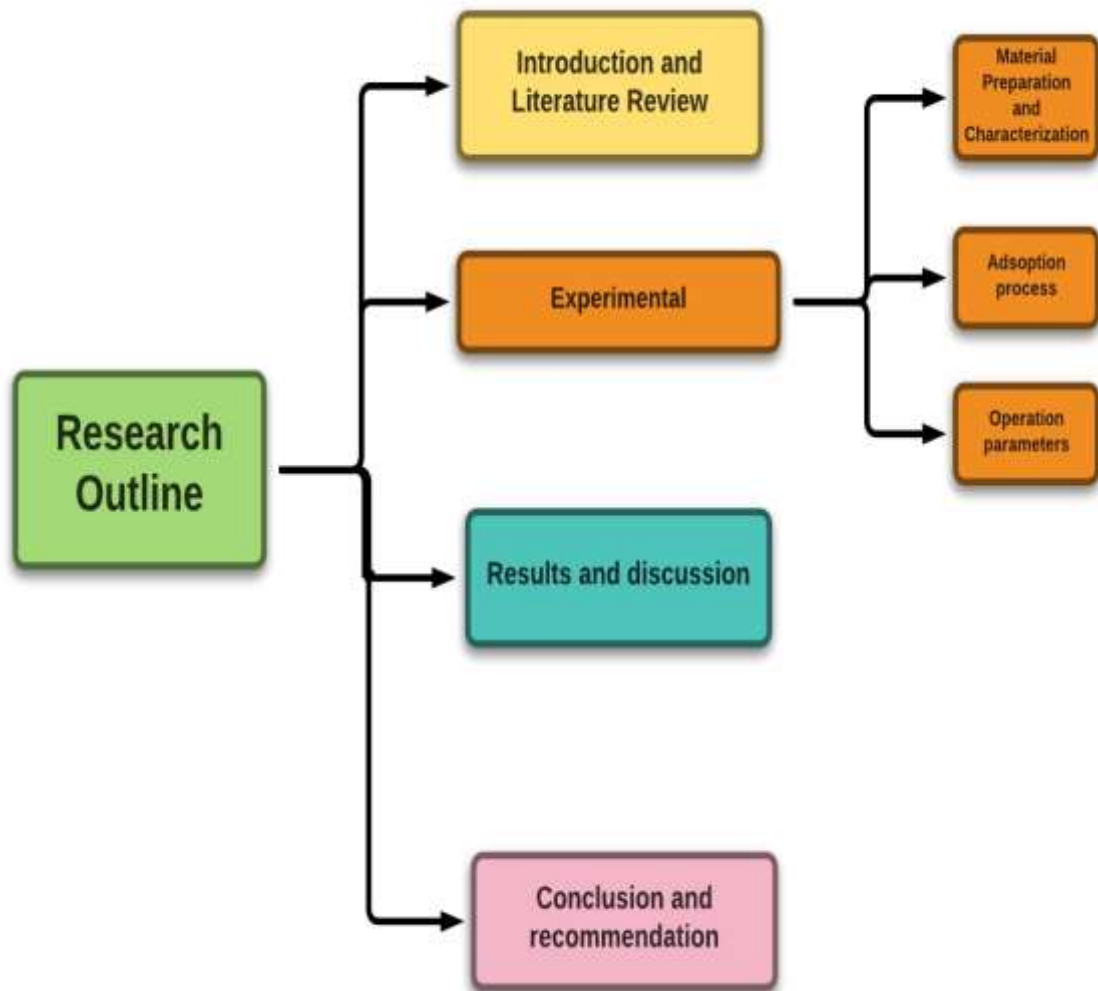 Research
Outline
Introduction and
Literature Review
Experimental
Results and discussion
Conclusion and
recommendation
Material
Preparation
and
Characterization
Adsoption
process
Operation
parameters